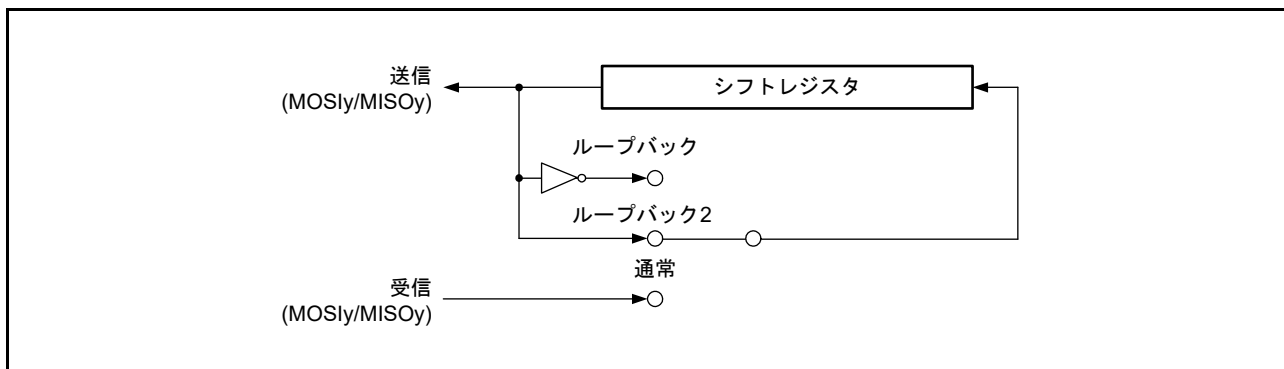 送信
(MOSIy/MISOy)
シフトレジスタ
ループバック
ループバック2
通常
受信
(MOSIy/MISOy)